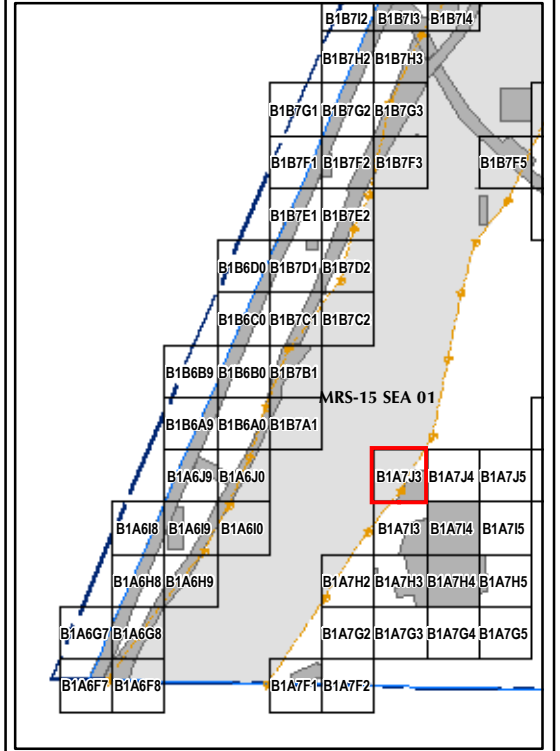 B1B7I2 B1B7I3 B1B7I4
B1B7H2 B1B7H3
B1B7G1 B1B7G2 B1B7G3
B1B7F1 B1B7F2 B1B7F3 B1B7F5
B1B7E1 B1B7E2
B1B6D0 B1B7D1 B1B7D2
B1B6C0 B1B7C1 B1B7C2
B1B6B9 B1B6B0 B1B7B1
MRS-15 SEA 01
B1B6A9 B1B6A0 B1B7A1
B1A6J9 B1A6J0 B1A7J3 B1A7J4 B1A7J5
B1A6I8 B1A6I9 B1A6I0 B1A7I3 B1A7I4 B1A7I5
B1A6H8 B1A6H9 B1A7H2 B1A7H3 B1A7H4 B1A7H5
B1A6G7 B1A6G8 B1A7G2 B1A7G3 B1A7G4 B1A7G5
B1A6F7 B1A6F8 B1A7F1 B1A7F2